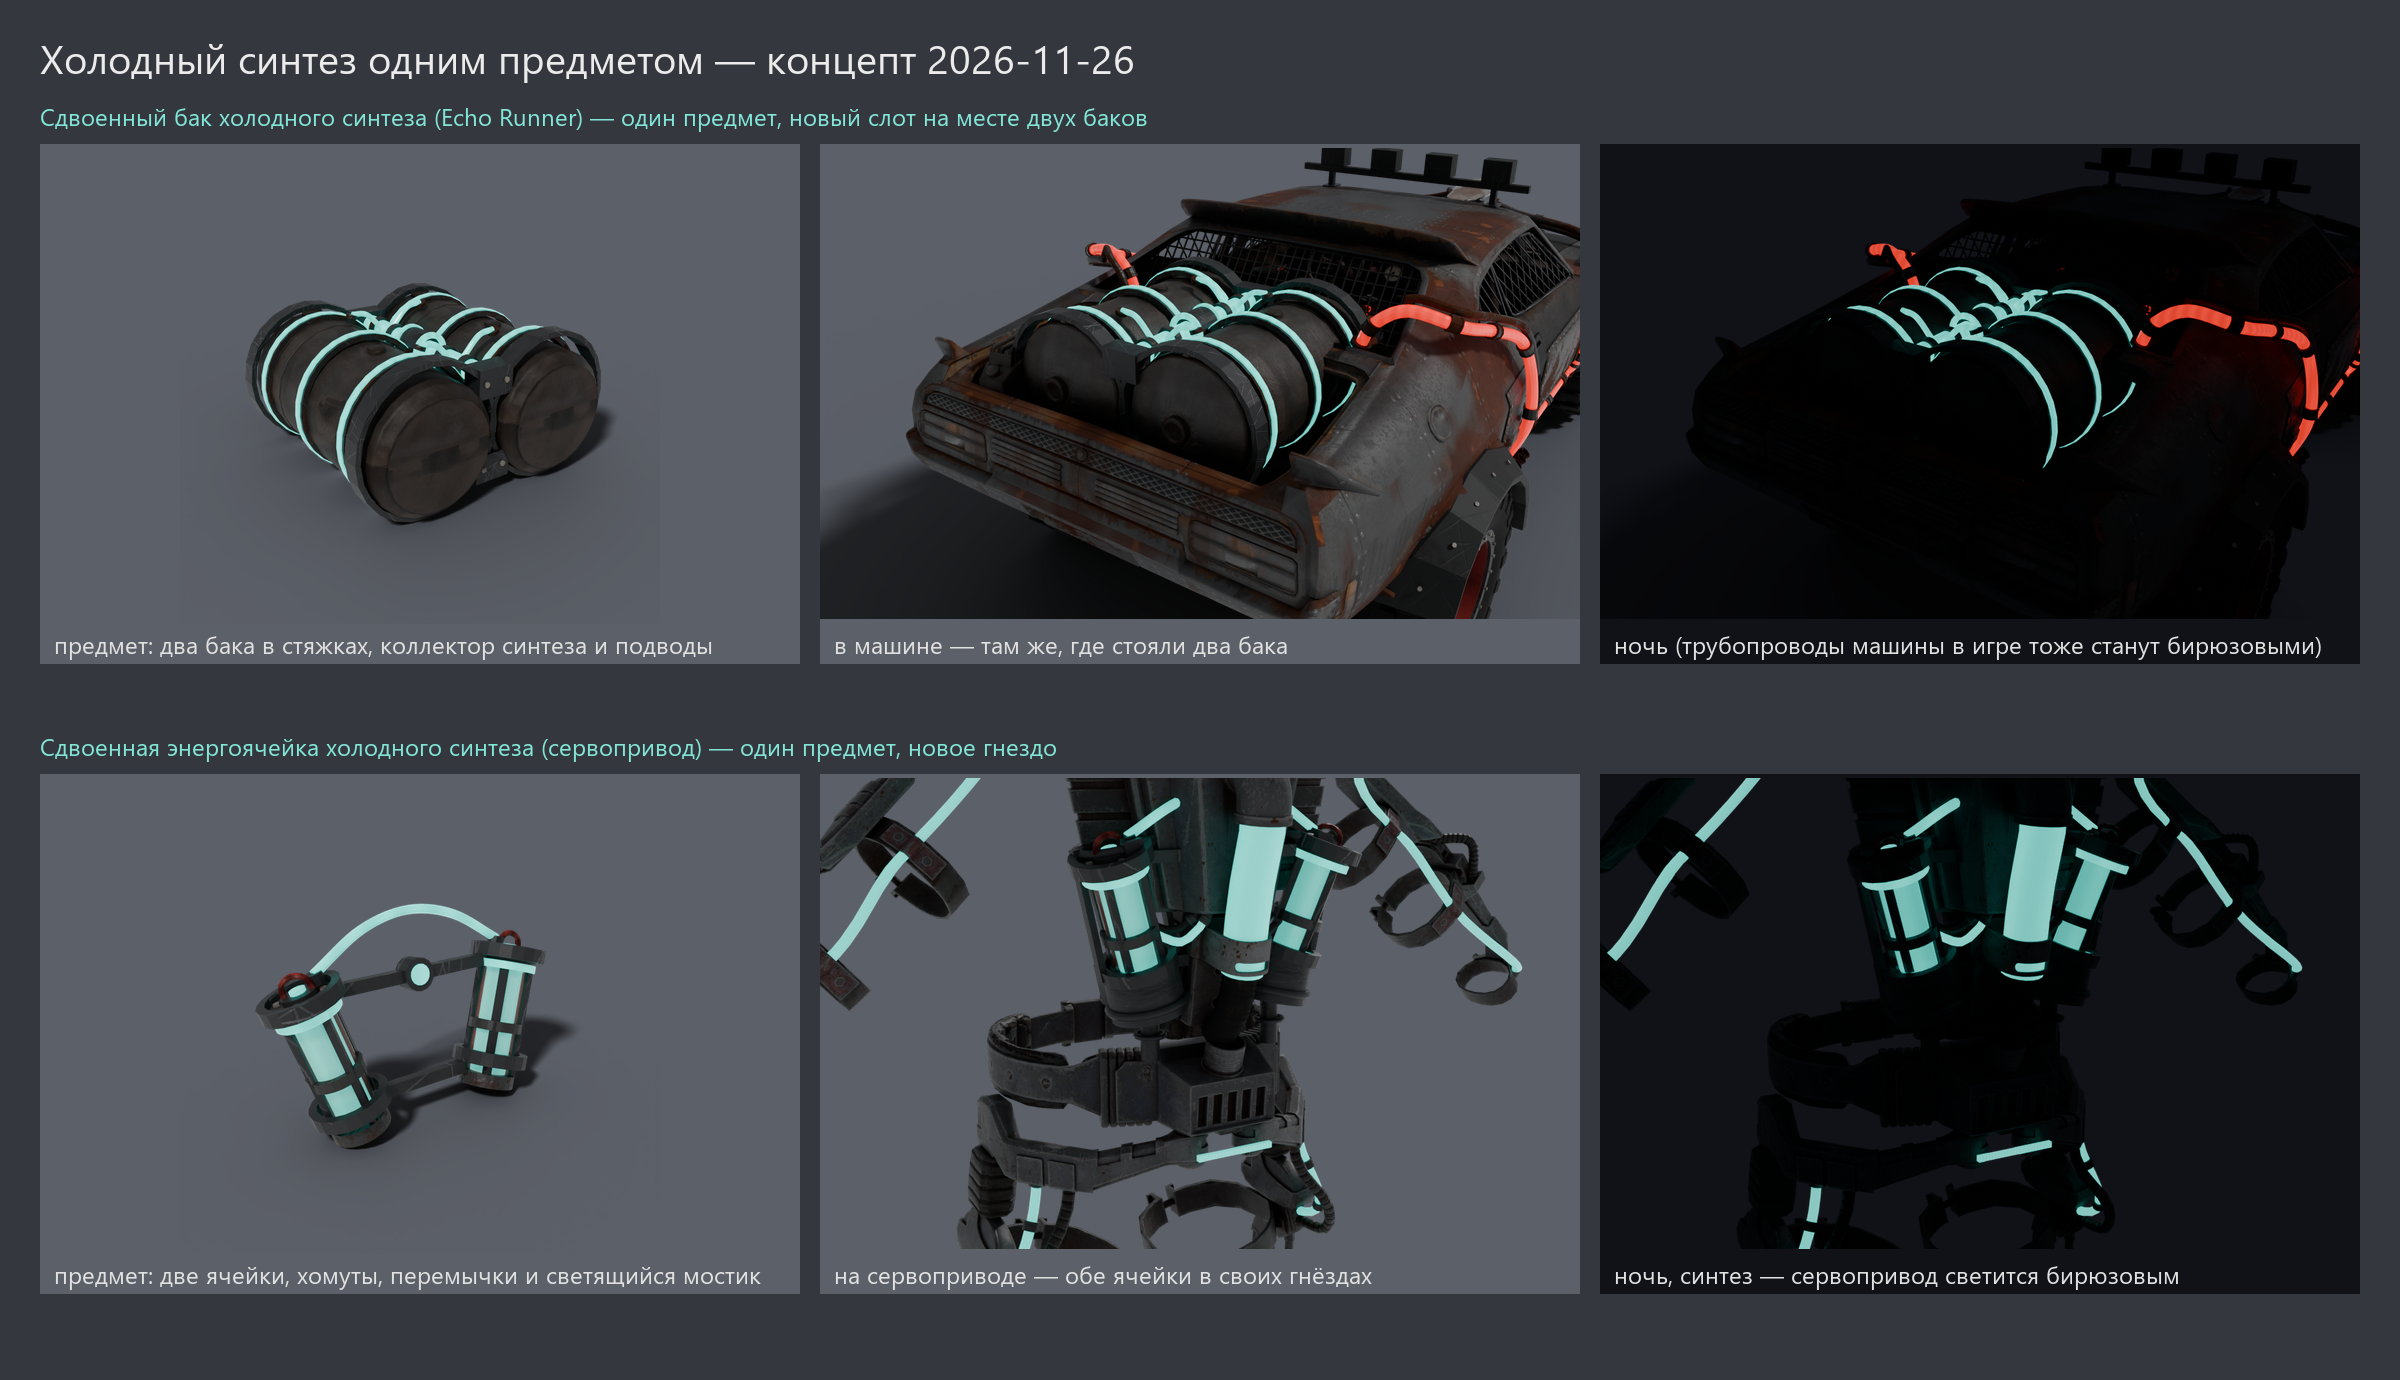 Холодный синтез одним предметом — концепт 2026-11-26
Сдвоенный бак холодного синтеза (Echo Runner) — один предмет, новый слот на месте двух баков
предмет: два бака в стяжках, коллектор синтеза и подводы
в машине — там же, где стояли два бака
ночь (трубопроводы машины в игре тоже станут бирюзовыми)
Сдвоенная энергоячейка холодного синтеза (сервопривод) — один предмет, новое гнездо
предмет: две ячейки, хомуты, перемычки и светящийся мостик
на сервоприводе — обе ячейки в своих гнёздах
ночь, синтез — сервопривод светится бирюзовым